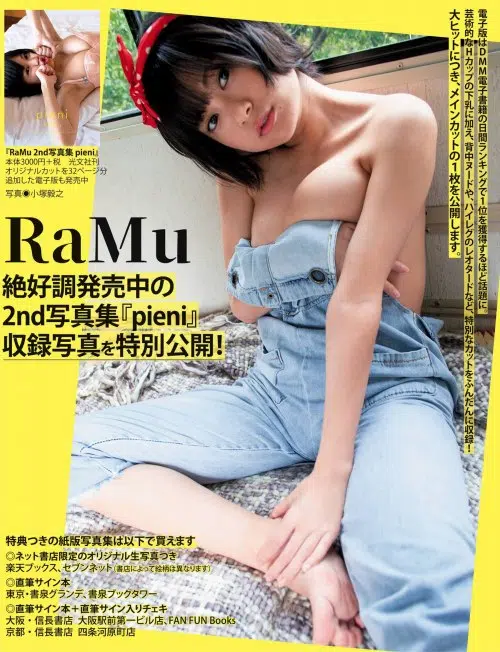 電子版はDMM電子書籍の日間ランキングで1位を獲得するほど話題に。
芸術的なHカップの下乳に加え、背中ヌードや、ハイレグのレオタードなど、特別なカットをふんだんに収録！
大ヒットにつき、メインカットの1枚を公開します。
pieni
『RaMu 2nd写真集 pieni』
本体3000円＋税　光文社刊
オリジナルカットを32ページ分
追加した電子版も発売中
写真◉小塚毅之
RaMu
絶好調発売中の
2nd写真集『pieni』
収録写真を特別公開！
特典つきの紙版写真集は以下で買えます
◎ネット書店限定のオリジナル生写真つき
楽天ブックス、セブンネット（書店によって絵柄は異なります）
◎直筆サイン本
東京・書泉グランデ、書泉ブックタワー
◎直筆サイン本＋直筆サイン入りチェキ
大阪・信長書店　大阪駅前第一ビル店、FAN FUN Books
京都・信長書店　四条河原町店